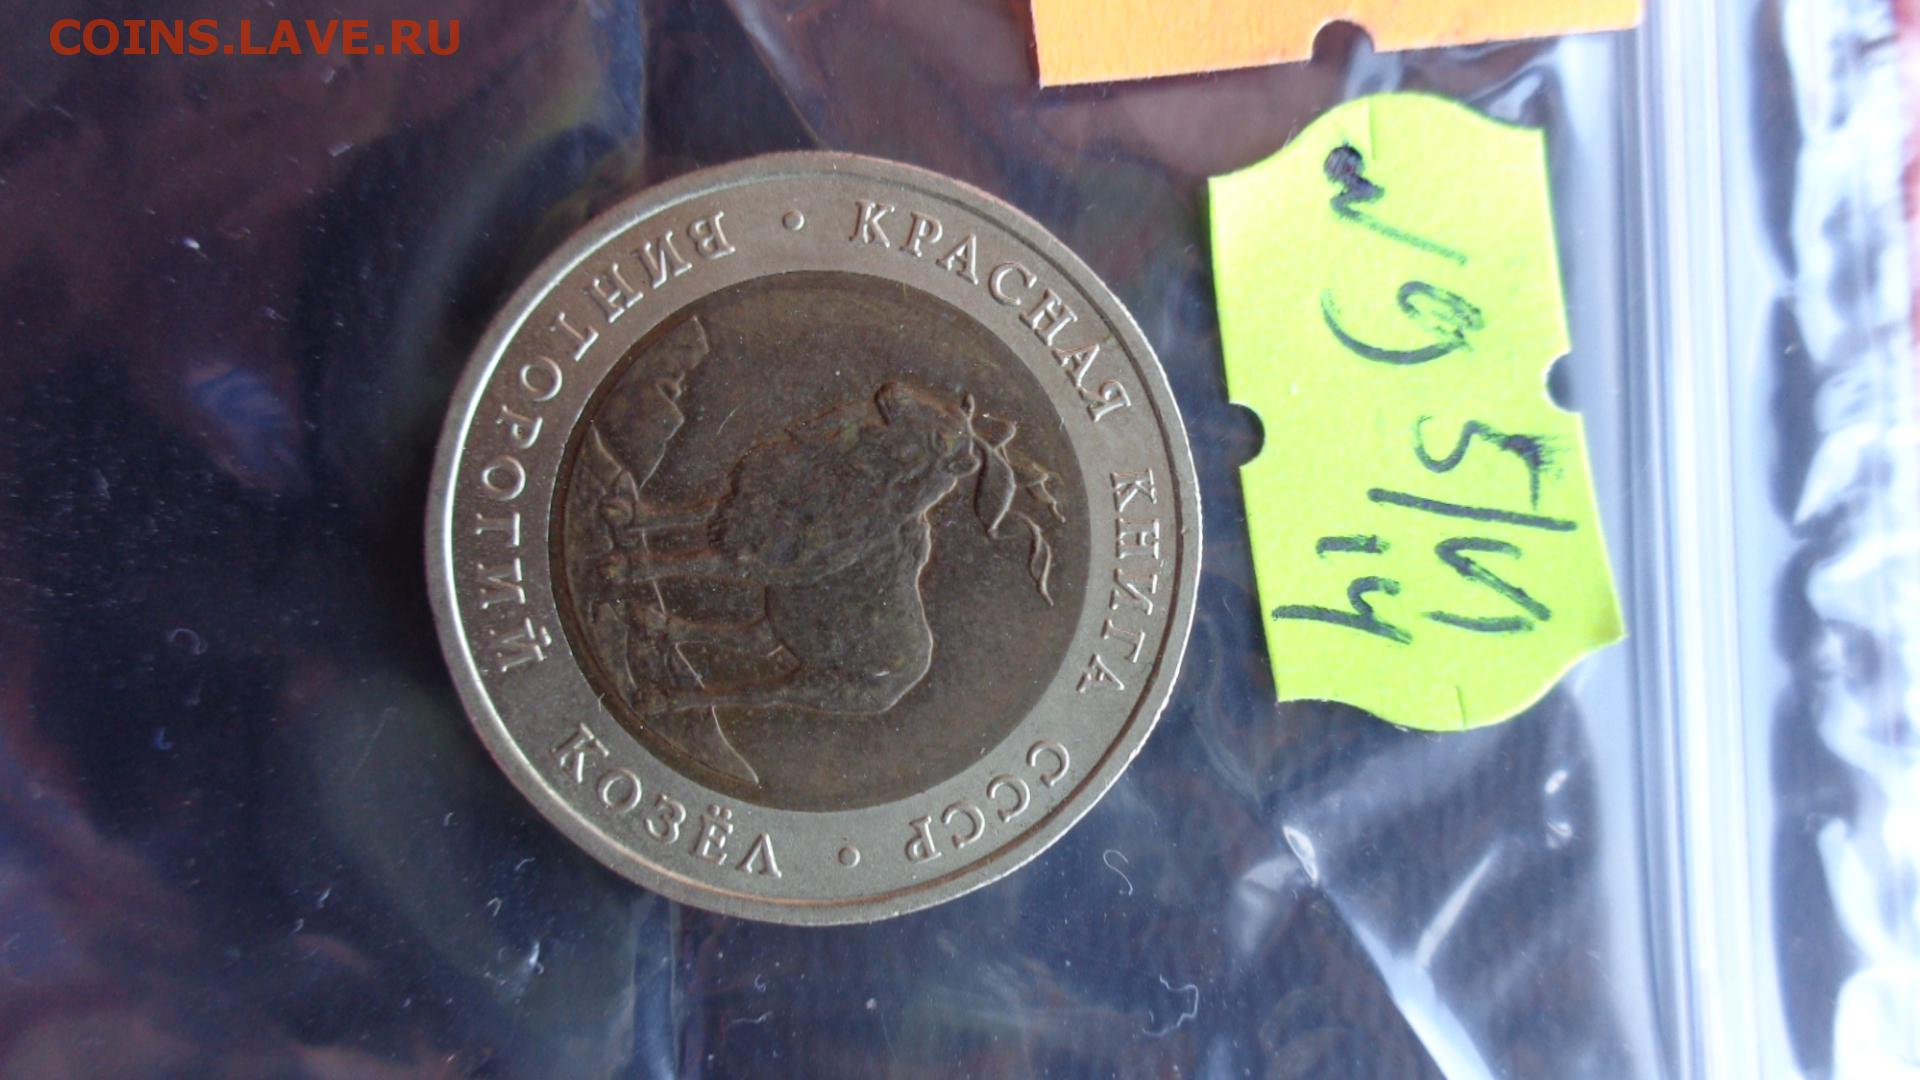 COINS.LAVE.RU
ВИНТОРОГИЙ КОЗЁЛ • КРАСНАЯ КНИГА СССР •